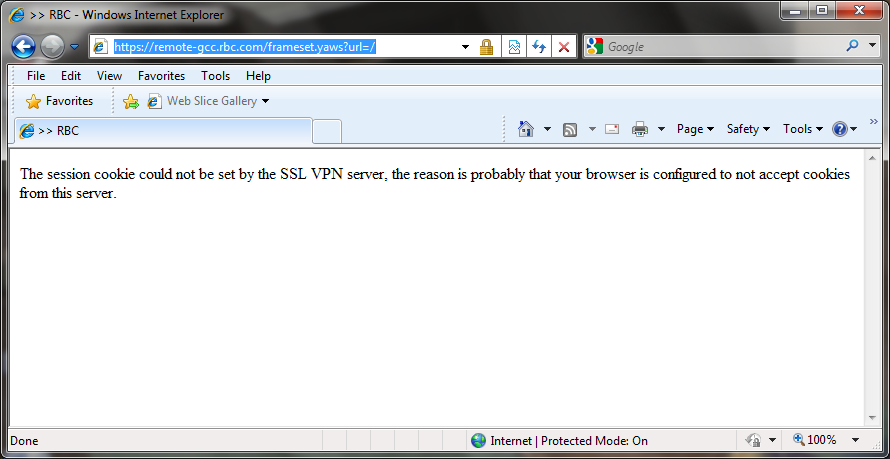 >> RBC - Windows Internet Explorer
https://remote-gcc.rbc.com/frameset.yaws?url=/
Google
File Edit View Favorites Tools Help
Favorites Web Slice Gallery
>> RBC Page Safety Tools »
The session cookie could not be set by the SSL VPN server, the reason is probably that your browser is configured to not accept cookies
from this server.
Done Internet | Protected Mode: On 100%